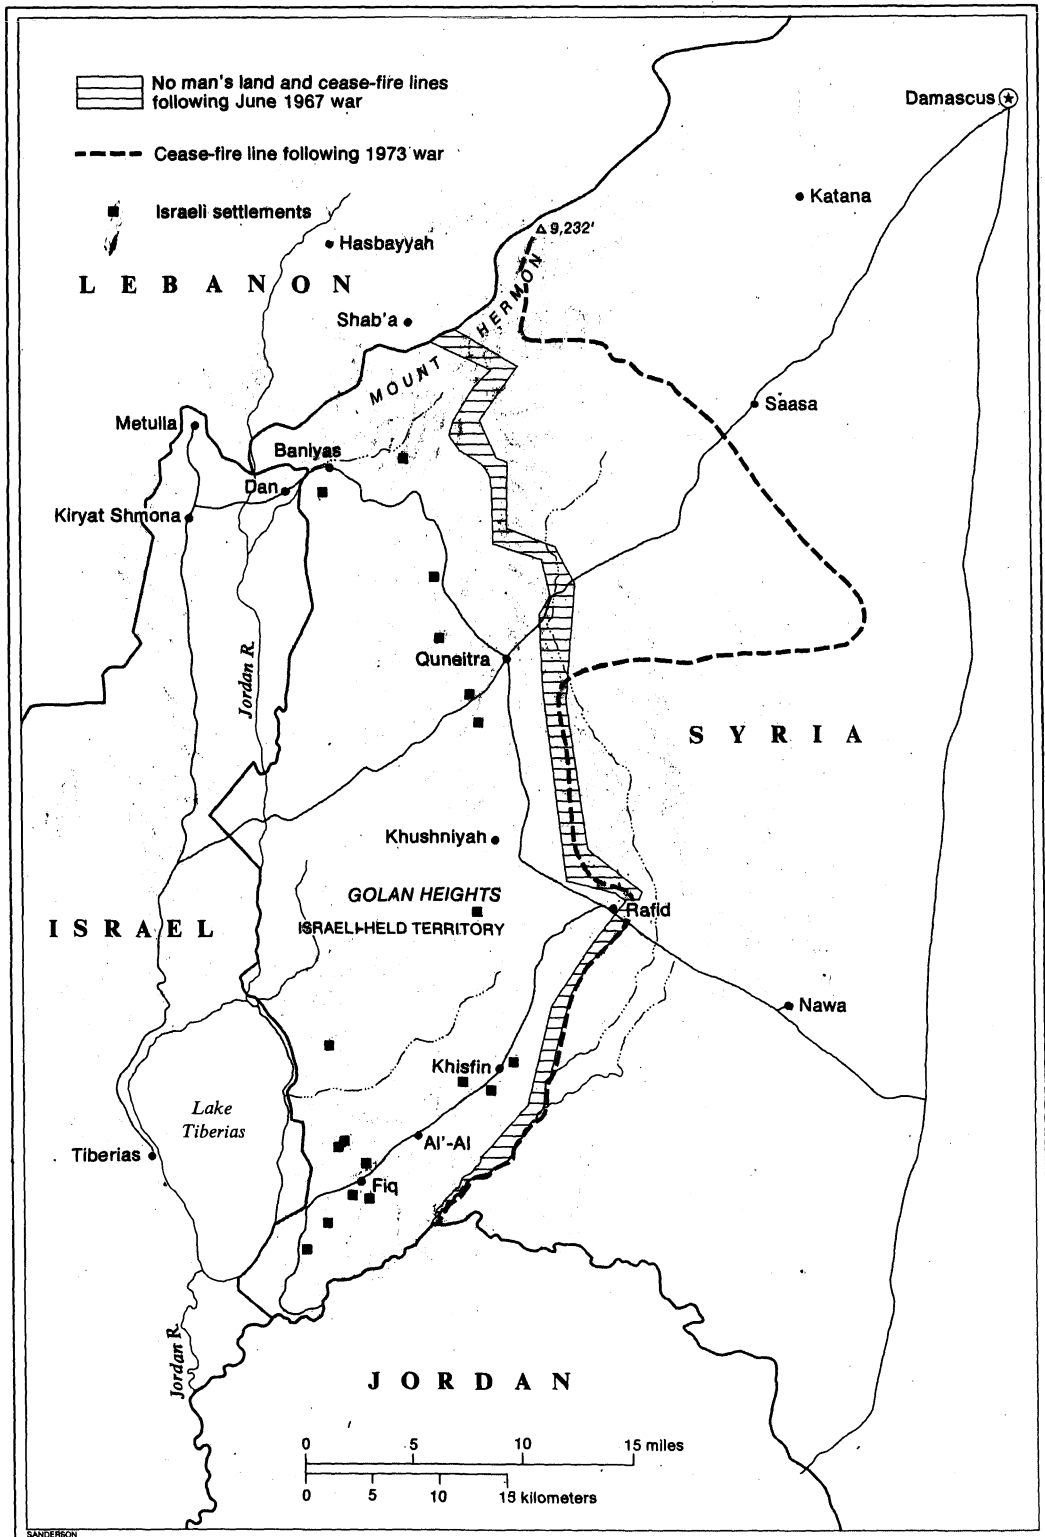 No man's land and cease-fire lines
following June 1967 war
Damascus
Cease-fire line following 1973 war
Katana
Israeli settlements
9,232'
Hasbayyah
LEBANON
Shab'a
MOUNT HERMON
Saasa
Metulla
Baniyas
Dan
Kiryat Shmona
Jordan R.
Quneitra
SYRIA
Khushniyah
GOLAN HEIGHTS
ISRAELI-HELD TERRITORY
Rafid
ISRAEL
Nawa
Khisfin
Lake
Tiberias
Al'-Al
Tiberias
Fiq
Jordan R.
JORDAN
0 5 10 15 miles
0 5 10 15 kilometers
SANDERSON